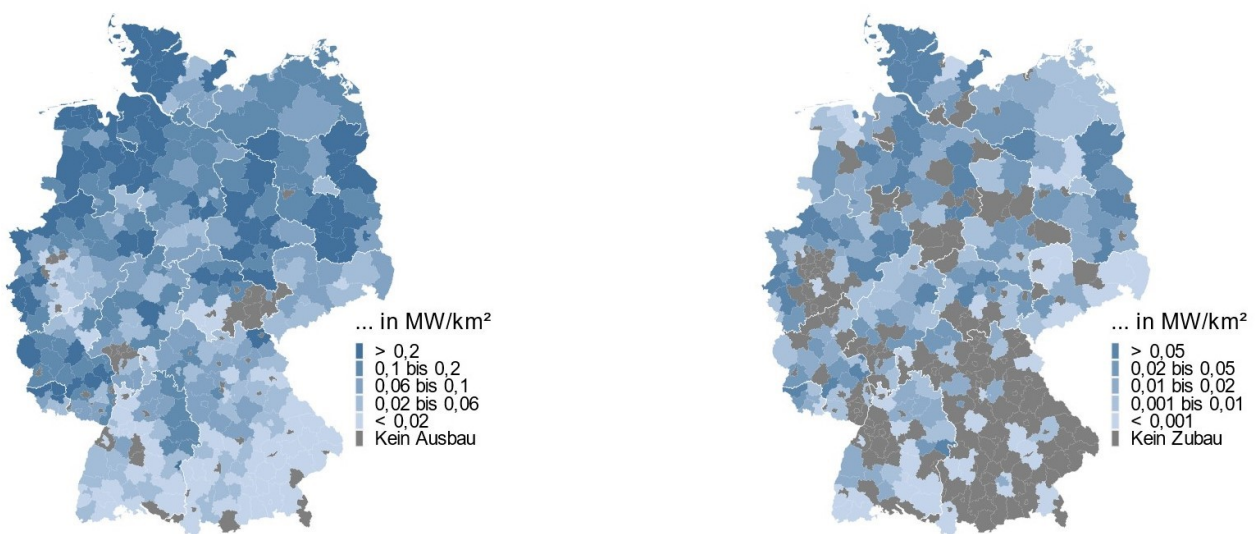 ... in MW/km²
> 0,2
0,1 bis 0,2
0,06 bis 0,1
0,02 bis 0,06
< 0,02
Kein Ausbau
... in MW/km²
> 0,05
0,02 bis 0,05
0,01 bis 0,02
0,001 bis 0,01
< 0,001
Kein Zubau